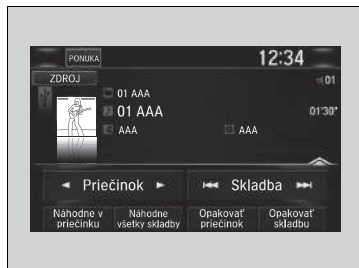 PONUKA
12:34
ZDROJ
01
01 AAA
01 AAA
01'30"
AAA
AAA
Priečinok
Skladba
Náhodne v priečinku
Náhodne všetky skladby
Opakovať priečinok
Opakovať skladbu